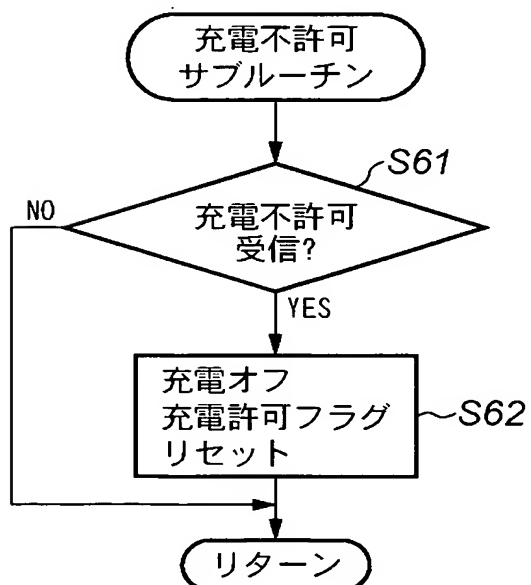 充電不許可
サブルーチン
S61
NO
充電不許可
受信?
YES
充電オフ
充電許可フラグ
リセット
S62
リターン